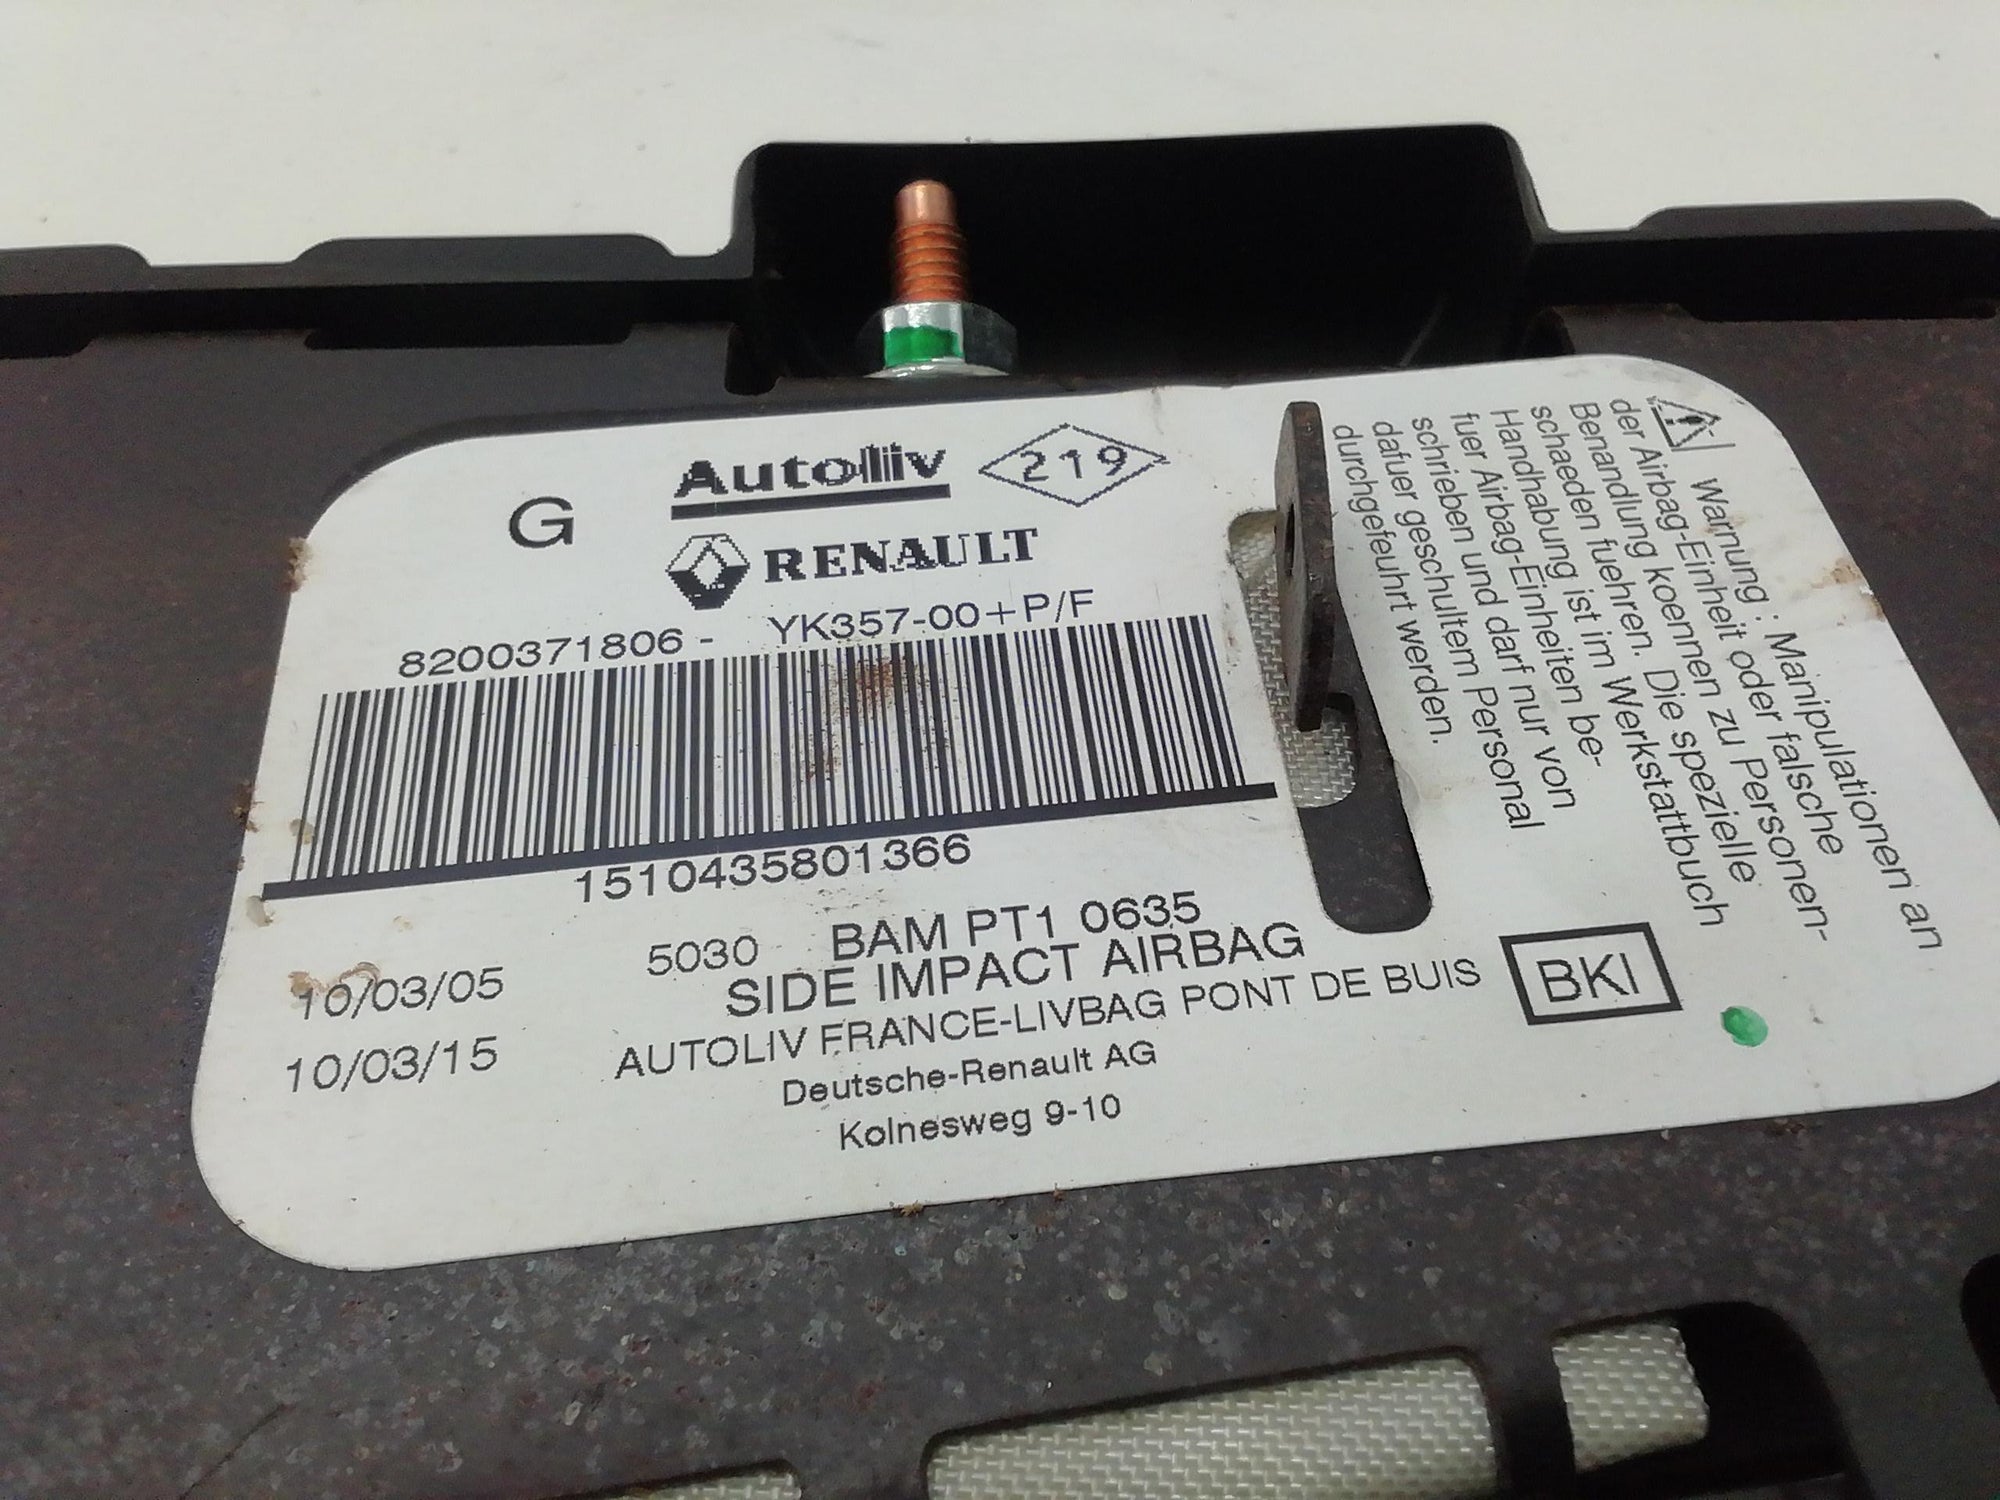 G
Autoliv
219
RENAULT
8200371806- YK357-00+P/F
1510435801366
5030 BAM PT1 0635
SIDE IMPACT AIRBAG
10/03/05
AUTOLIV FRANCE-LIVBAG PONT DE BUIS
10/03/15
Deutsche-Renault AG
Kolnesweg 9-10
BKI
Warnung : Manipulationen an
der Airbag-Einheit oder falsche
Benandlung koennen zu Personen-
schaeden fuehren. Die spezielle
Handhabung ist im Werkstattbuch
fuer Airbag-Einheiten be-
schrieben und darf nur von
dafuer geschultem Personal
durchgefeuhrt werden.